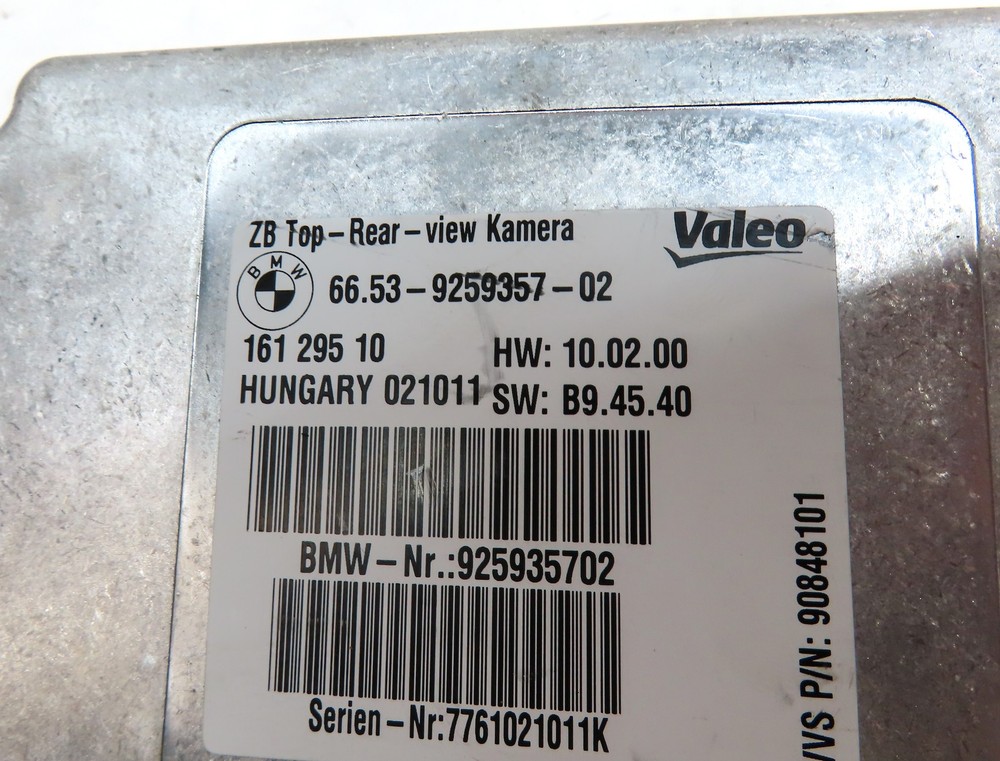 ZB Top-Rear-view Kamera
Valeo
BMW
66.53-9259357-02
161 295 10
HW: 10.02.00
HUNGARY 021011
SW: B9.45.40
BMW-Nr.:925935702
Serien-Nr:7761021011K
VVS P/N: 90848101